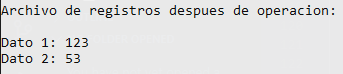 Archivo de registros despues de operacion:
Dato 1: 123
Dato 2: 53